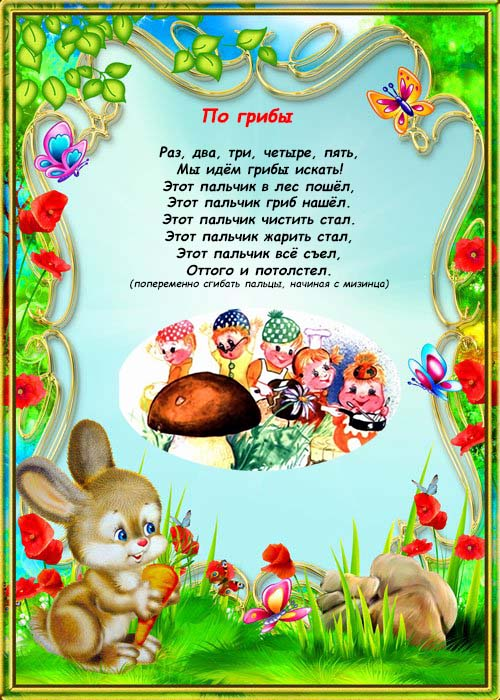 По грибы
Раз, два, три, четыре, пять,
Мы идём грибы искать!
Этот пальчик в лес пошёл,
Этот пальчик гриб нашёл.
Этот пальчик чистить стал.
Этот пальчик жарить стал,
Этот пальчик всё съел,
Оттого и потолстел.
(попеременно сгибать пальцы, начиная с мизинца)